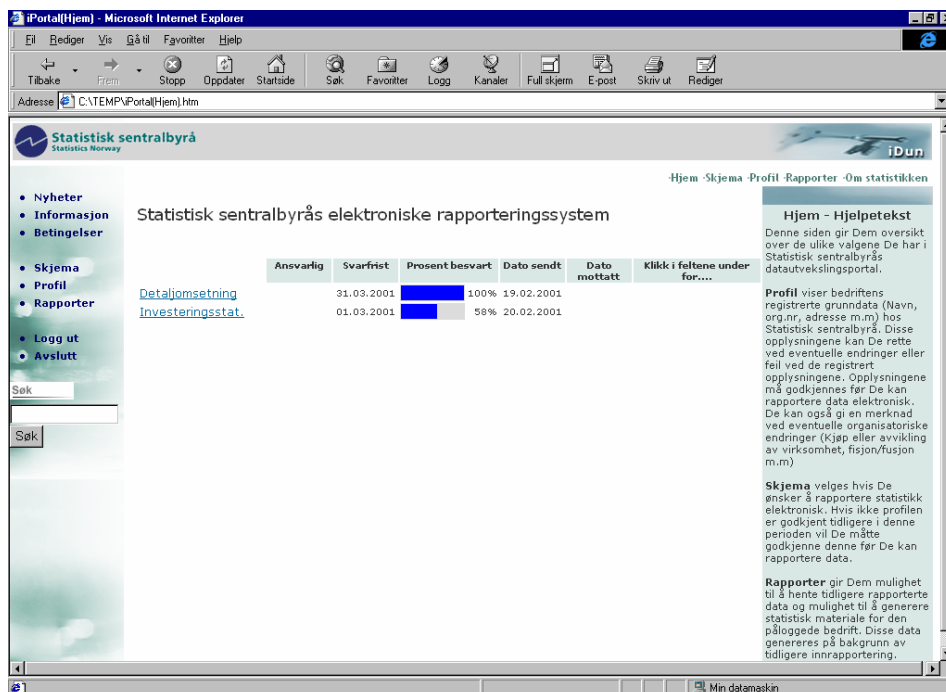 iPortal(Hjem) - Microsoft Internet Explorer
Fil Rediger Vis Gå til Favoritter Hjelp
Tilbake Frem Stopp Oppdater Startside Søk Favoritter Logg Kanaler Full skjerm E-post Skriv ut Rediger
Adresse C:\TEMP\iPortal(Hjem).htm
Statistisk sentralbyrå
Statistics Norway
iDun
·Hjem ·Skjema ·Profil ·Rapporter ·Om statistikken
• Nyheter
• Informasjon
• Betingelser
• Skjema
• Profil
• Rapporter
• Logg ut
• Avslutt
Søk
Søk
Statistisk sentralbyrås elektroniske rapporteringssystem
Ansvarlig Svarfrist Prosent besvart Dato sendt Dato mottatt Klikk i feltene under for....
Detaljomsetning 31.03.2001 100% 19.02.2001
Investeringsstat. 01.03.2001 58% 20.02.2001
Hjem - Hjelpetekst
Denne siden gir Dem oversikt
over de ulike valgene De har i
Statistisk sentralbyrås
datautvekslingsportal.
Profil viser bedriftens
registrerte grunndata (Navn,
org.nr, adresse m.m) hos
Statistisk sentralbyrå. Disse
opplysningene kan De rette
ved eventuelle endringer eller
feil ved de registrert
opplysningene. Opplysningene
må godkjennes før De kan
rapportere data elektronisk.
De kan også gi en merknad
ved eventuelle organisatoriske
endringer (Kjøp eller avvikling
av virksomhet, fisjon/fusjon
m.m)
Skjema velges hvis De
ønsker å rapportere statistikk
elektronisk. Hvis ikke profilen
er godkjent tidligere i denne
perioden vil De måtte
godkjenne denne før De kan
rapportere data.
Rapporter gir Dem mulighet
til å hente tidligere rapporterte
data og mulighet til å generere
statistisk materiale for den
påloggede bedrift. Disse data
genereres på bakgrunn av
tidligere innrapportering.
Min datamaskin